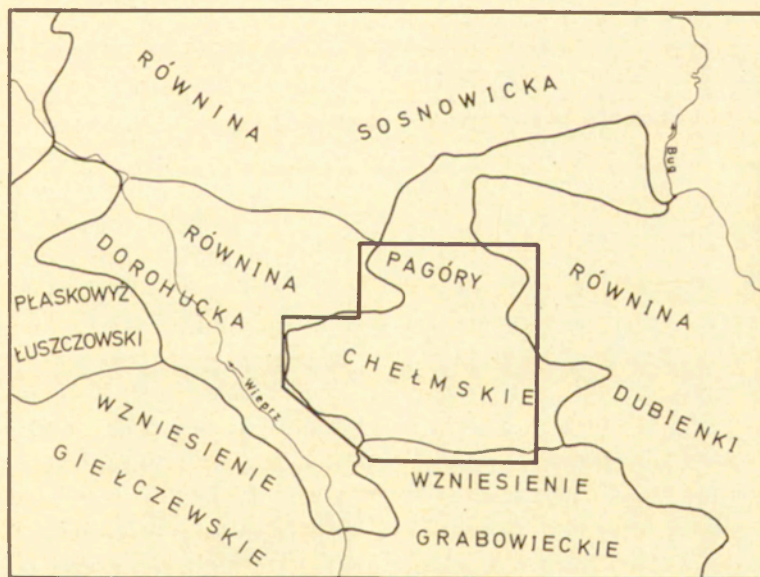 RÓWNINA
SOSNOWICKA
Bug
RÓWNINA
DOROHUCKA
PAGÓRY
CHEŁMSKIE
RÓWNINA
DUBIENKI
PŁASKOWYŻ
ŁUSZCZOWSKI
Wieprz
WZNIESIENIE
GIEŁCZEWSKIE
WZNIESIENIE
GRABOWIECKIE